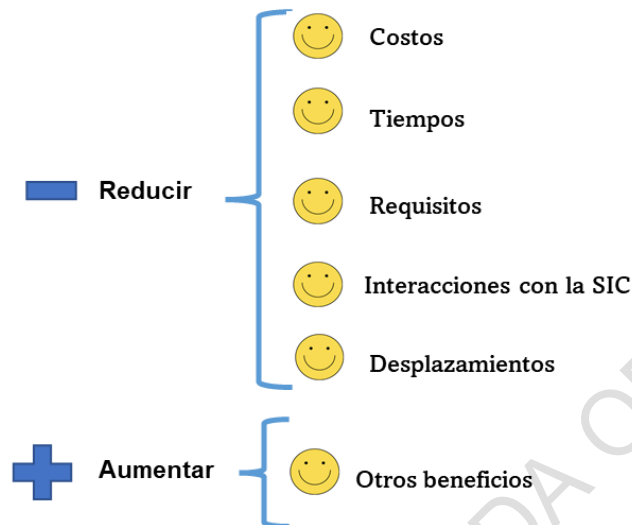 Costos
Tiempos
Reducir
Requisitos
Interacciones con la SIC
Desplazamientos
Aumentar
Otros beneficios